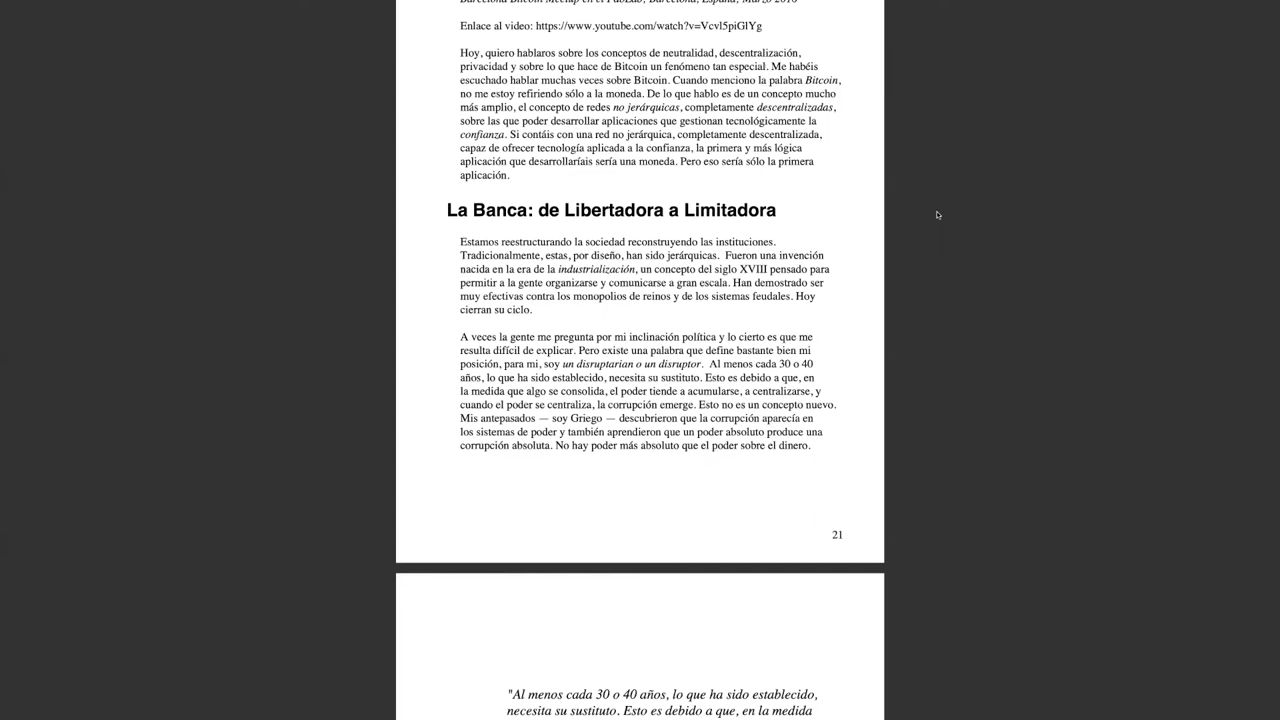 Barcelona Bitcoin Meetup en el FabLab, Barcelona, España, Marzo 2016
Enlace al video: https://www.youtube.com/watch?v=Vcvl5piGlYg
Hoy, quiero hablaros sobre los conceptos de neutralidad, descentralización,
privacidad y sobre lo que hace de Bitcoin un fenómeno tan especial. Me habéis
escuchado hablar muchas veces sobre Bitcoin. Cuando menciono la palabra Bitcoin,
no me estoy refiriendo sólo a la moneda. De lo que hablo es de un concepto mucho
más amplio, el concepto de redes no jerárquicas, completamente descentralizadas,
sobre las que poder desarrollar aplicaciones que gestionan tecnológicamente la
confianza. Si contáis con una red no jerárquica, completamente descentralizada,
capaz de ofrecer tecnología aplicada a la confianza, la primera y más lógica
aplicación que desarrollaríais sería una moneda. Pero eso sería sólo la primera
aplicación.
La Banca: de Libertadora a Limitadora
Estamos reestructurando la sociedad reconstruyendo las instituciones.
Tradicionalmente, estas, por diseño, han sido jerárquicas. Fueron una invención
nacida en la era de la industrialización, un concepto del siglo XVIII pensado para
permitir a la gente organizarse y comunicarse a gran escala. Han demostrado ser
muy efectivas contra los monopolios de reinos y de los sistemas feudales. Hoy
cierran su ciclo.
A veces la gente me pregunta por mi inclinación política y lo cierto es que me
resulta difícil de explicar. Pero existe una palabra que define bastante bien mi
posición, para mi, soy un disruptarian o un disruptor. Al menos cada 30 o 40
años, lo que ha sido establecido, necesita su sustituto. Esto es debido a que, en
la medida que algo se consolida, el poder tiende a acumularse, a centralizarse, y
cuando el poder se centraliza, la corrupción emerge. Esto no es un concepto nuevo.
Mis antepasados — soy Griego — descubrieron que la corrupción aparecía en
los sistemas de poder y también aprendieron que un poder absoluto produce una
corrupción absoluta. No hay poder más absoluto que el poder sobre el dinero.
21
"Al menos cada 30 o 40 años, lo que ha sido establecido,
necesita su sustituto. Esto es debido a que, en la medida